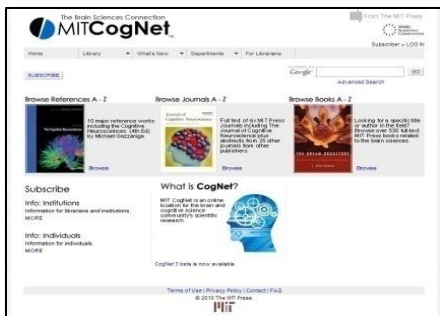 The Brain Sciences Connection
MITCogNet
From The MIT Press
Subscriber » LOG IN
Home Library What's New Departments For Librarians
SUBSCRIBE
Google GO
Advanced Search
Browse References A - Z
10 major reference works
including the Cognitive
Neurosciences (4th Ed)
by Michael Gazzaniga.
Browse
Browse Journals A - Z
Journal of
Cognitive
Neuroscience
Full text of six MIT Press
Journals including The
Journal of Cognitive
Neuroscience plus
abstracts from 25 other
journals from other
publishers.
Browse
Browse Books A - Z
Looking for a specific title
or author in the field?
Browse over 530 full-text
MIT Press books related
to the brain sciences.
Browse
Subscribe
Info: Institutions
Information for librarians and institutions
MORE
Info: Individuals
Information for individuals.
MORE
What is CogNet?
MIT CogNet is an online
location for the brain and
cognitive science
community's scientific
research.
CogNet 3 beta is now available.
Terms of Use | Privacy Policy | Contact | FAQ
© 2010 The MIT Press